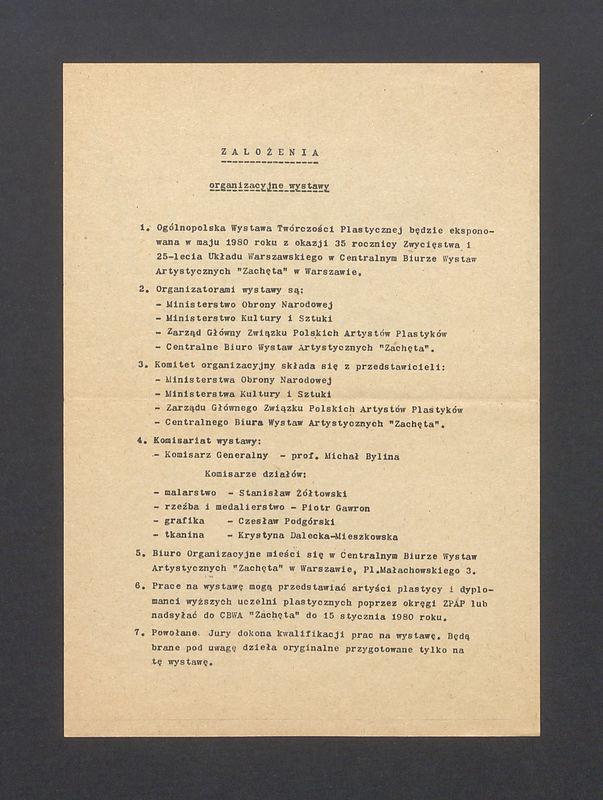 ZAŁOŻENIA
organizacyjne wystawy
1. Ogólnopolska Wystawa Twórczości Plastycznej będzie ekspono-
wana w maju 1980 roku z okazji 35 rocznicy Zwycięstwa i
25-lecia Układu Warszawskiego w Centralnym Biurze Wystaw
Artystycznych "Zachęta" w Warszawie.
2. Organizatorami wystawy są:
- Ministerstwo Obrony Narodowej
- Ministerstwo Kultury i Sztuki
- Zarząd Główny Związku Polskich Artystów Plastyków
- Centralne Biuro Wystaw Artystycznych "Zachęta".
3. Komitet organizacyjny składa się z przedstawicieli:
- Ministerstwa Obrony Narodowej
- Ministerstwa Kultury i Sztuki
- Zarządu Głównego Związku Polskich Artystów Plastyków
- Centralnego Biura Wystaw Artystycznych "Zachęta".
4. Komisariat wystawy:
- Komisarz Generalny - prof. Michał Bylina
Komisarze działów:
- malarstwo - Stanisław Żółtowski
- rzeźba i medalierstwo - Piotr Gawron
- grafika - Czesław Podgórski
- tkanina - Krystyna Dalecka-Mieszkowska
5. Biuro Organizacyjne mieści się w Centralnym Biurze Wystaw
Artystycznych "Zachęta" w Warszawie, Pl.Małachowskiego 3.
6. Prace na wystawę mogą przedstawiać artyści plastycy i dyplo-
manci wyższych uczelni plastycznych poprzez okręgi ZPAP lub
nadsyłać do CBWA "Zachęta" do 15 stycznia 1980 roku.
7. Powołane Jury dokona kwalifikacji prac na wystawę. Będą
brane pod uwagę dzieła oryginalne przygotowane tylko na
tę wystawę.